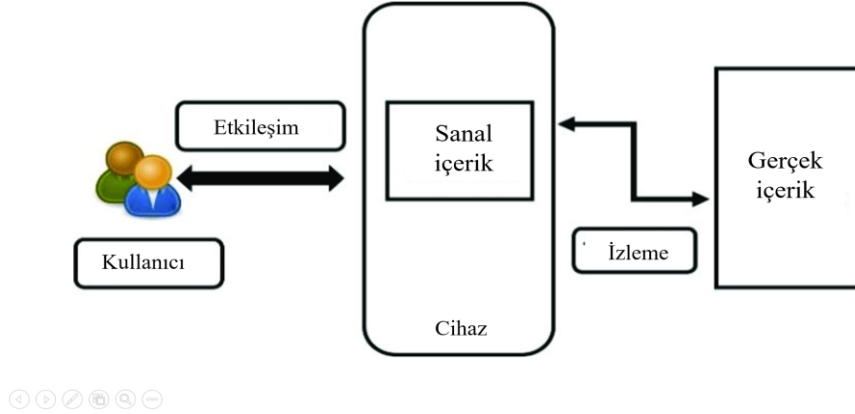 Etkileşim
Kullanıcı
Sanal
içerik
Cihaz
İzleme
Gerçek
içerik